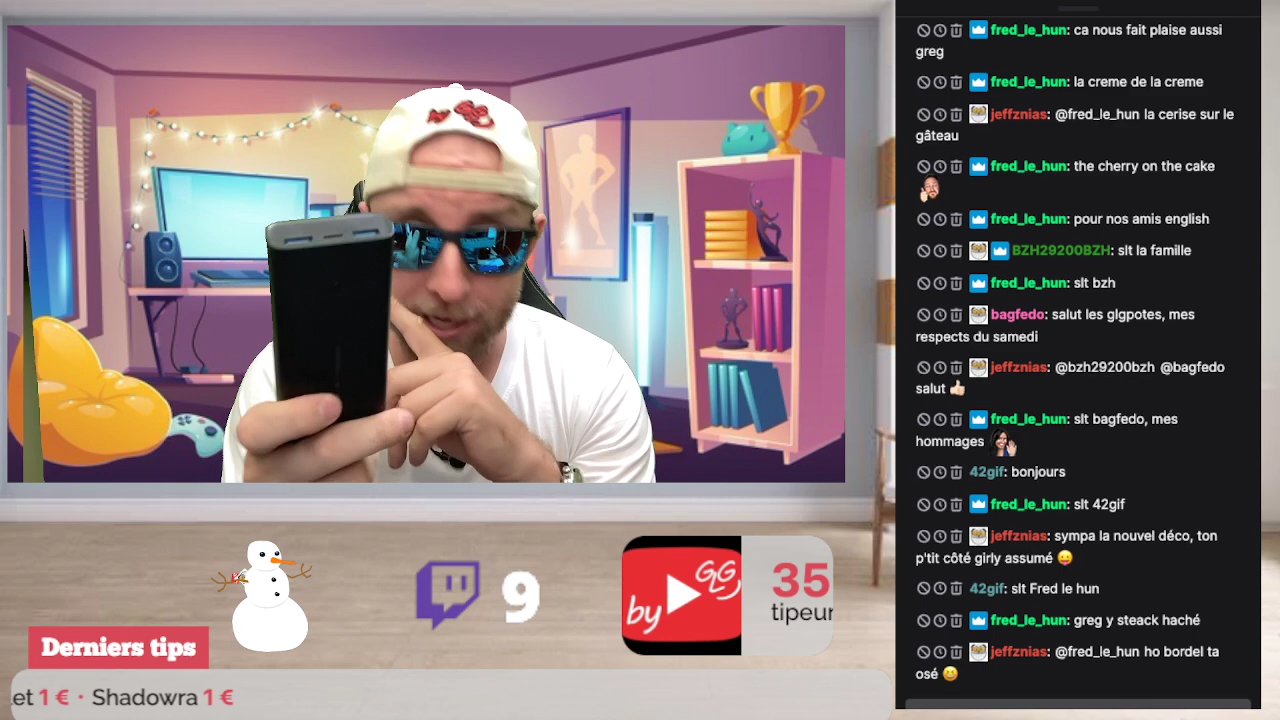 fred_le_hun: ca nous fait plaise aussi
greg
fred_le_hun: la creme de la creme
jeffznias: @fred_le_hun la cerise sur le
gâteau
fred_le_hun: the cherry on the cake
fred_le_hun: pour nos amis english
BZH29200BZH: slt la famille
fred_le_hun: slt bzh
bagfedo: salut les glgpotes, mes
respects du samedi
jeffznias: @bzh29200bzh @bagfedo
salut 👍🏻
fred_le_hun: slt bagfedo, mes
hommages
42gif: bonjours
fred_le_hun: slt 42gif
jeffznias: sympa la nouvel déco, ton
p'tit côté girly assumé 😛
42gif: slt Fred le hun
fred_le_hun: greg y steack haché
jeffznias: @fred_le_hun ho bordel ta
osé 😆
9
by GLG
35
tipeur
Derniers tips
et 1 € · Shadowra 1 €